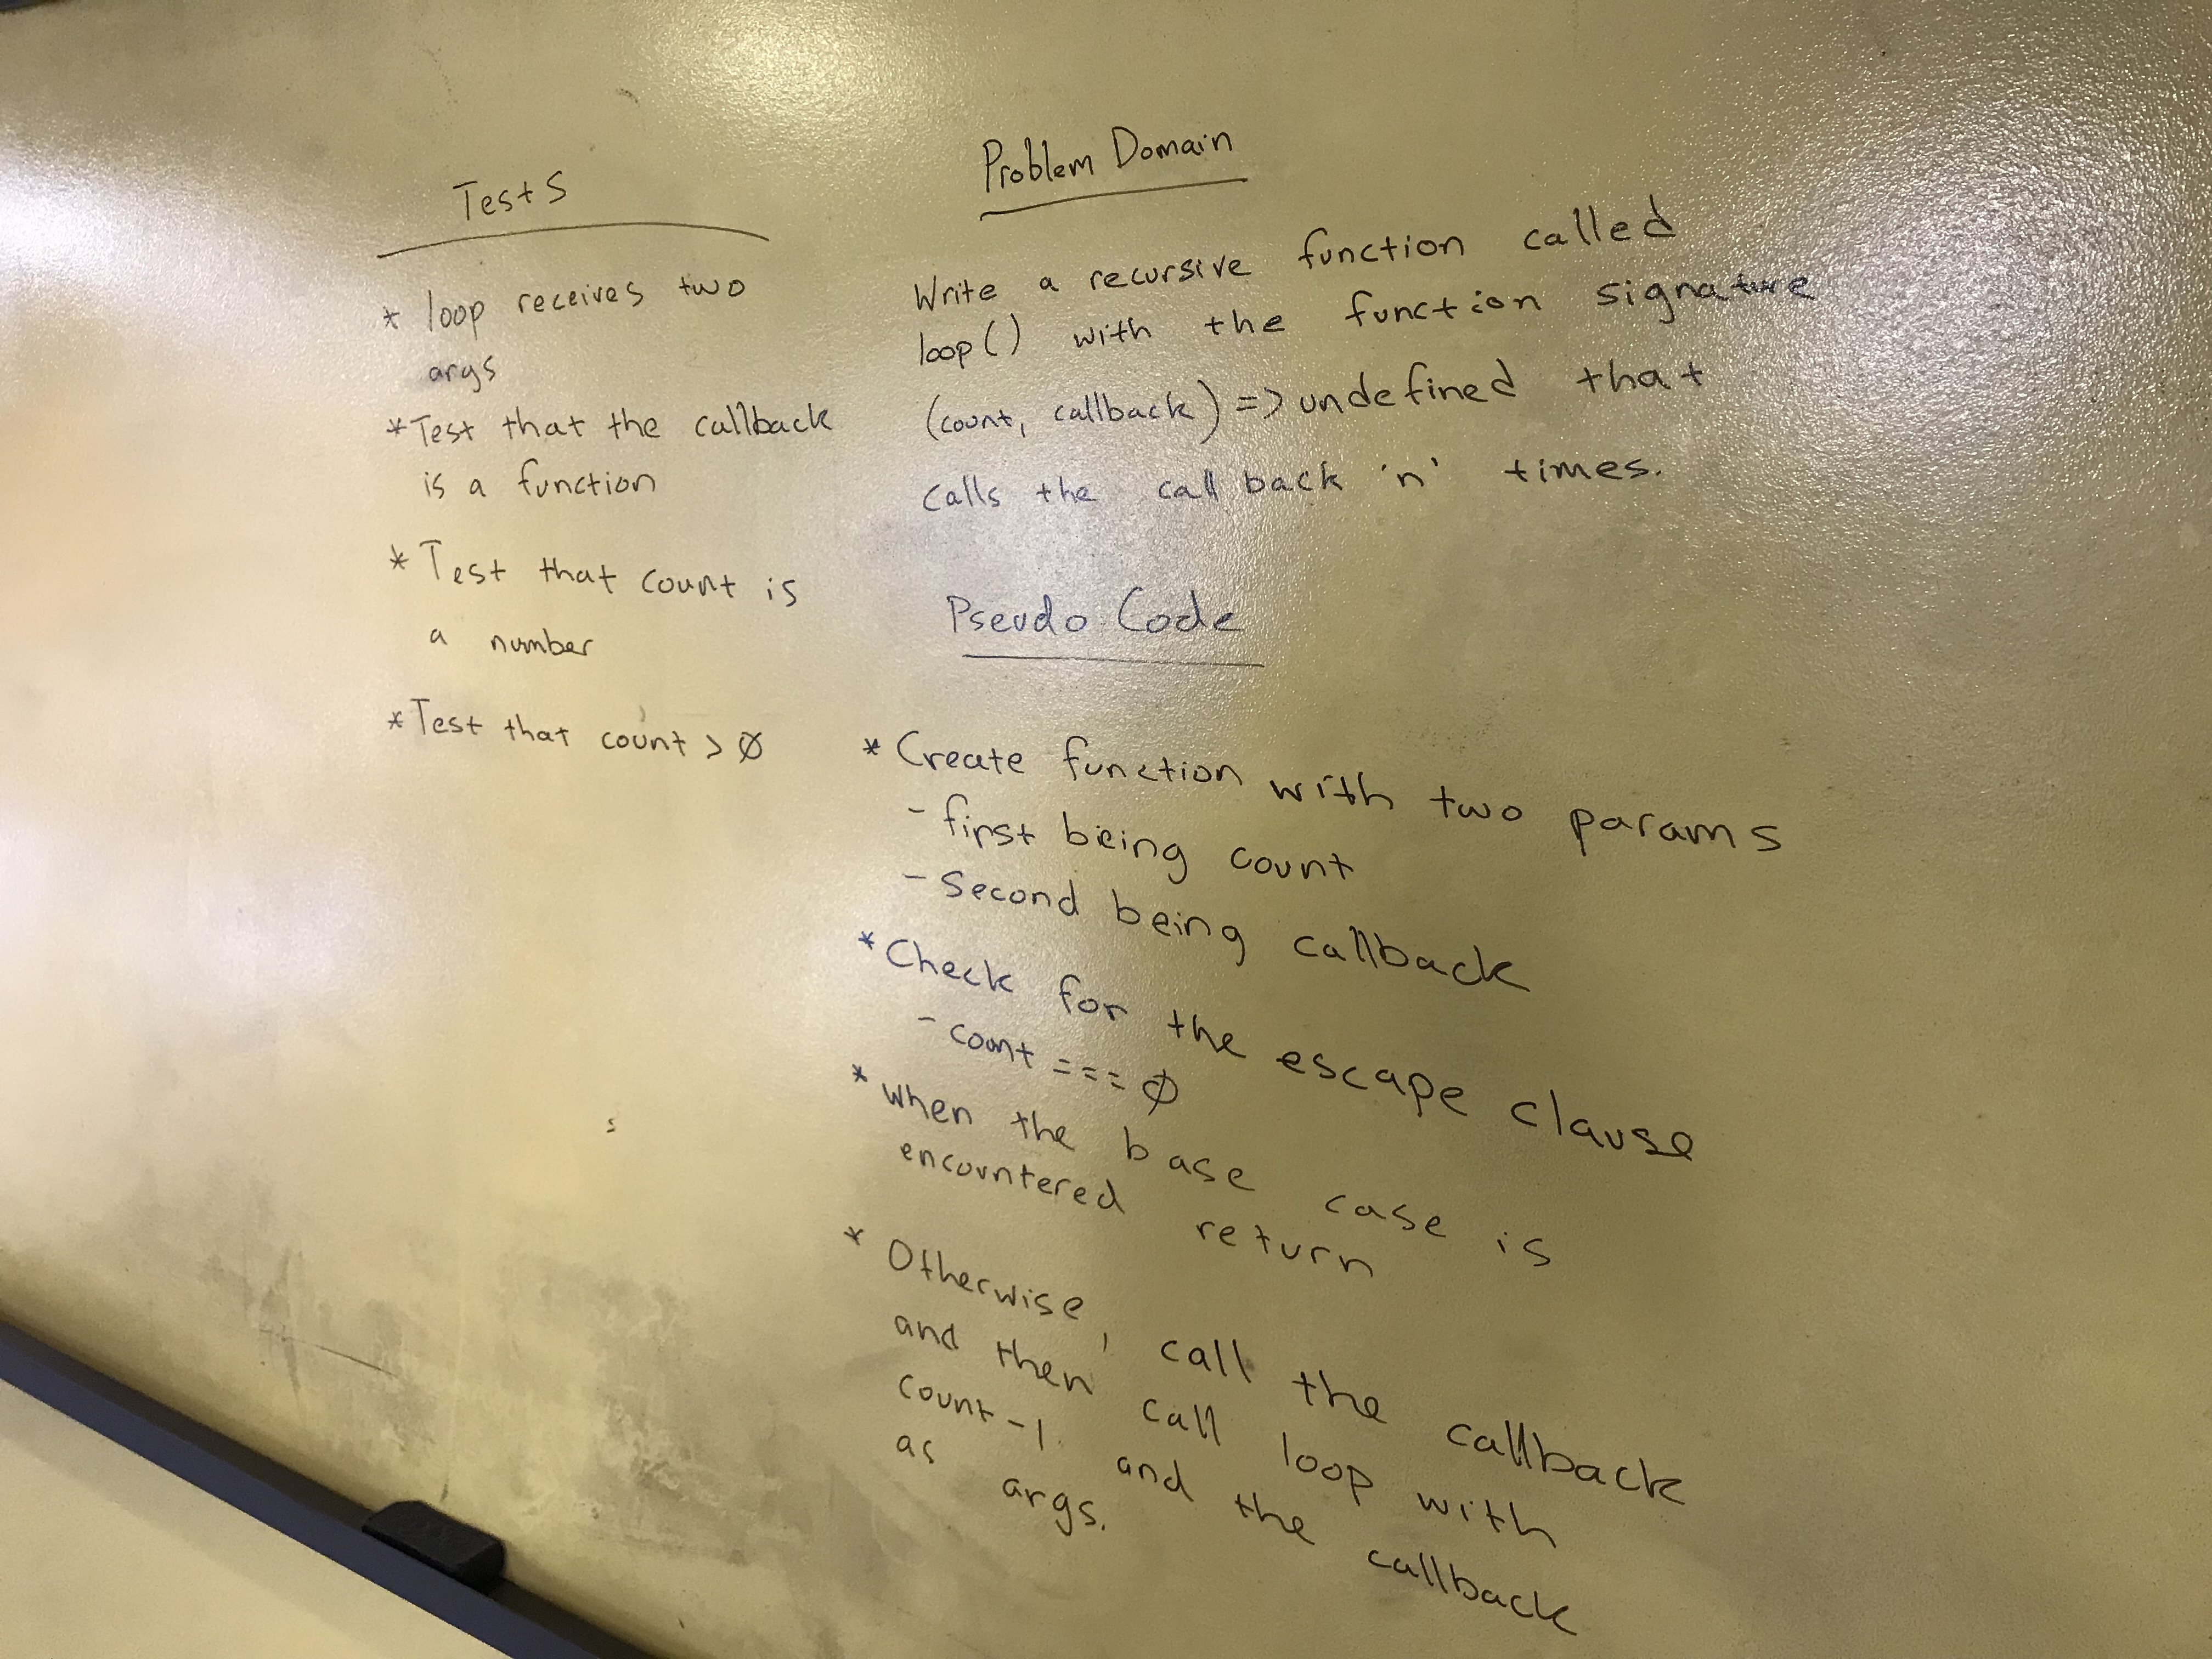 Tests
* loop receives two
args
* Test that the callback
is a function
* Test that count is
a number
* Test that count > Ø
Problem Domain
Write a recursive function called
loop() with the function signature
(count, callback) => undefined that
calls the call back 'n' times.
Pseudo Code
* Create function with two params
- first being count
- Second being callback
* Check for the escape clause
- count === Ø
* when the base case is
encountered return
* Otherwise, call the callback
and then call loop with
count -1 and the callback
as args.